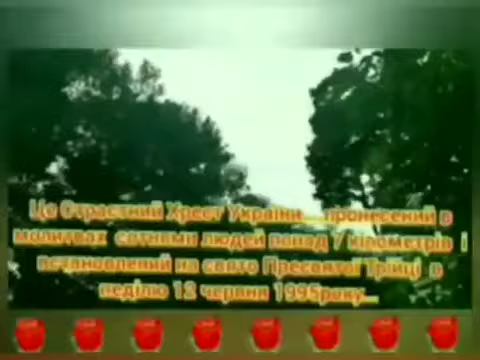 Це Страстний Хрест України... пронесений в
молитвах сотнями людей понад 7 кілометрів і
встановлений на свято Пресвятої Трійці в
неділю 12 червня 1995року...